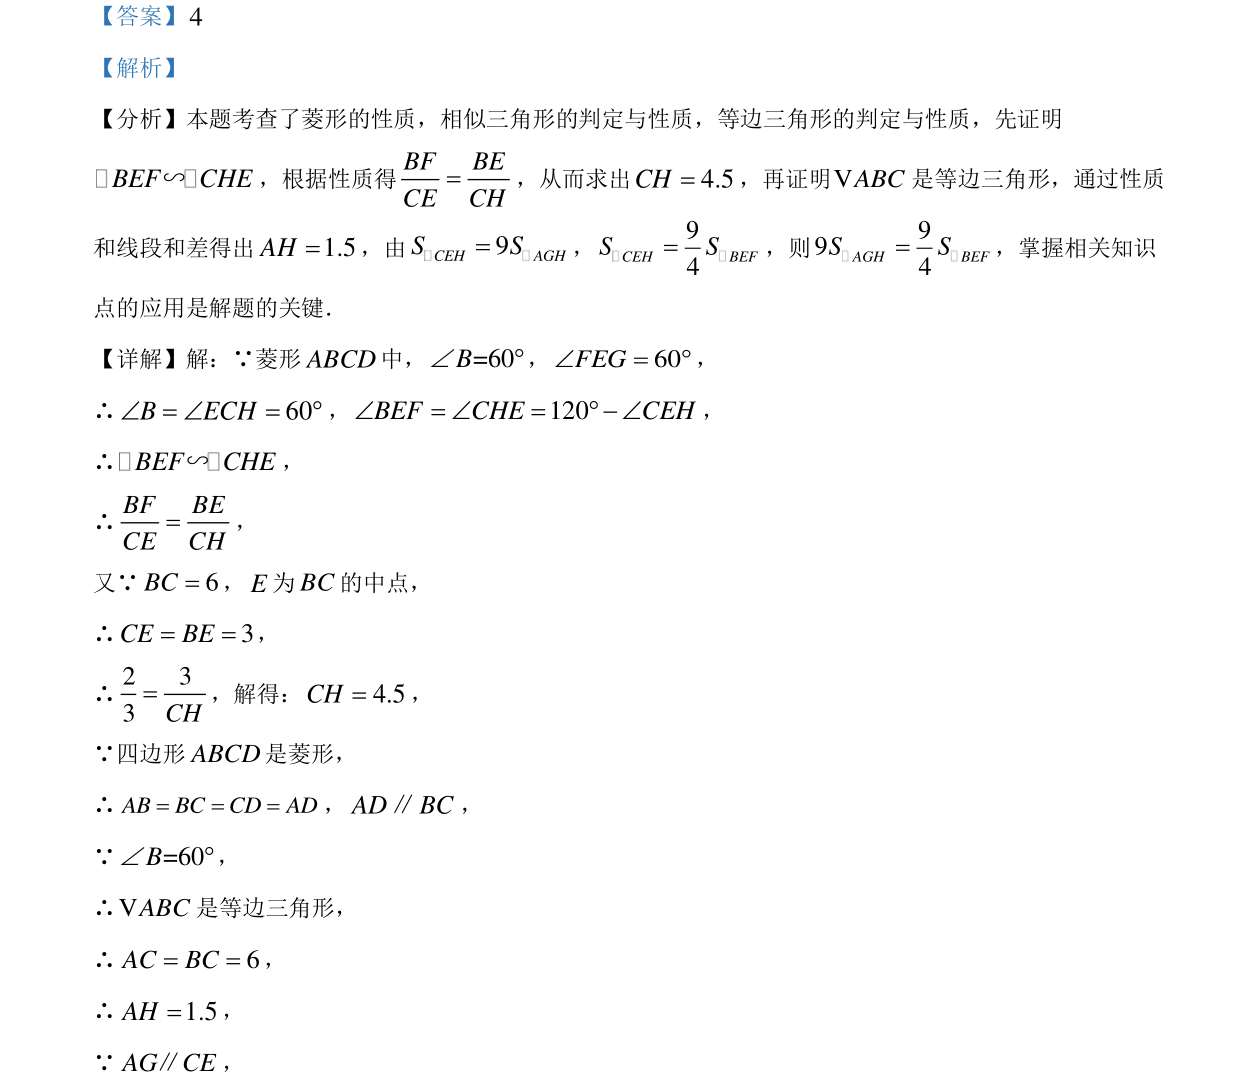 【答案】4
【解析】
【分析】本题考查了菱形的性质，相似三角形的判定与性质，等边三角形的判定与性质，先证明
□BEF∽□CHE，根据性质得 BF/CE = BE/CH，从而求出 CH = 4.5，再证明VABC 是等边三角形，通过性质
和线段和差得出 AH =1.5，由 S□CEH = 9S□AGH，S□CEH = 9/4 S□BEF，则 9S□AGH = 9/4 S□BEF，掌握相关知识
点的应用是解题的关键．
【详解】解：∵菱形 ABCD 中，∠B=60°，∠FEG = 60°，
∴ ∠B = ∠ECH = 60°，∠BEF = ∠CHE = 120° − ∠CEH，
∴□BEF∽□CHE，
∴ BF/CE = BE/CH，
又∵ BC = 6，E 为 BC 的中点，
∴ CE = BE = 3，
∴ 2/3 = 3/CH，解得：CH = 4.5，
∵四边形 ABCD 是菱形，
∴ AB = BC = CD = AD，AD∥BC，
∵ ∠B=60°，
∴VABC 是等边三角形，
∴ AC = BC = 6，
∴ AH =1.5，
∵ AG∥CE，